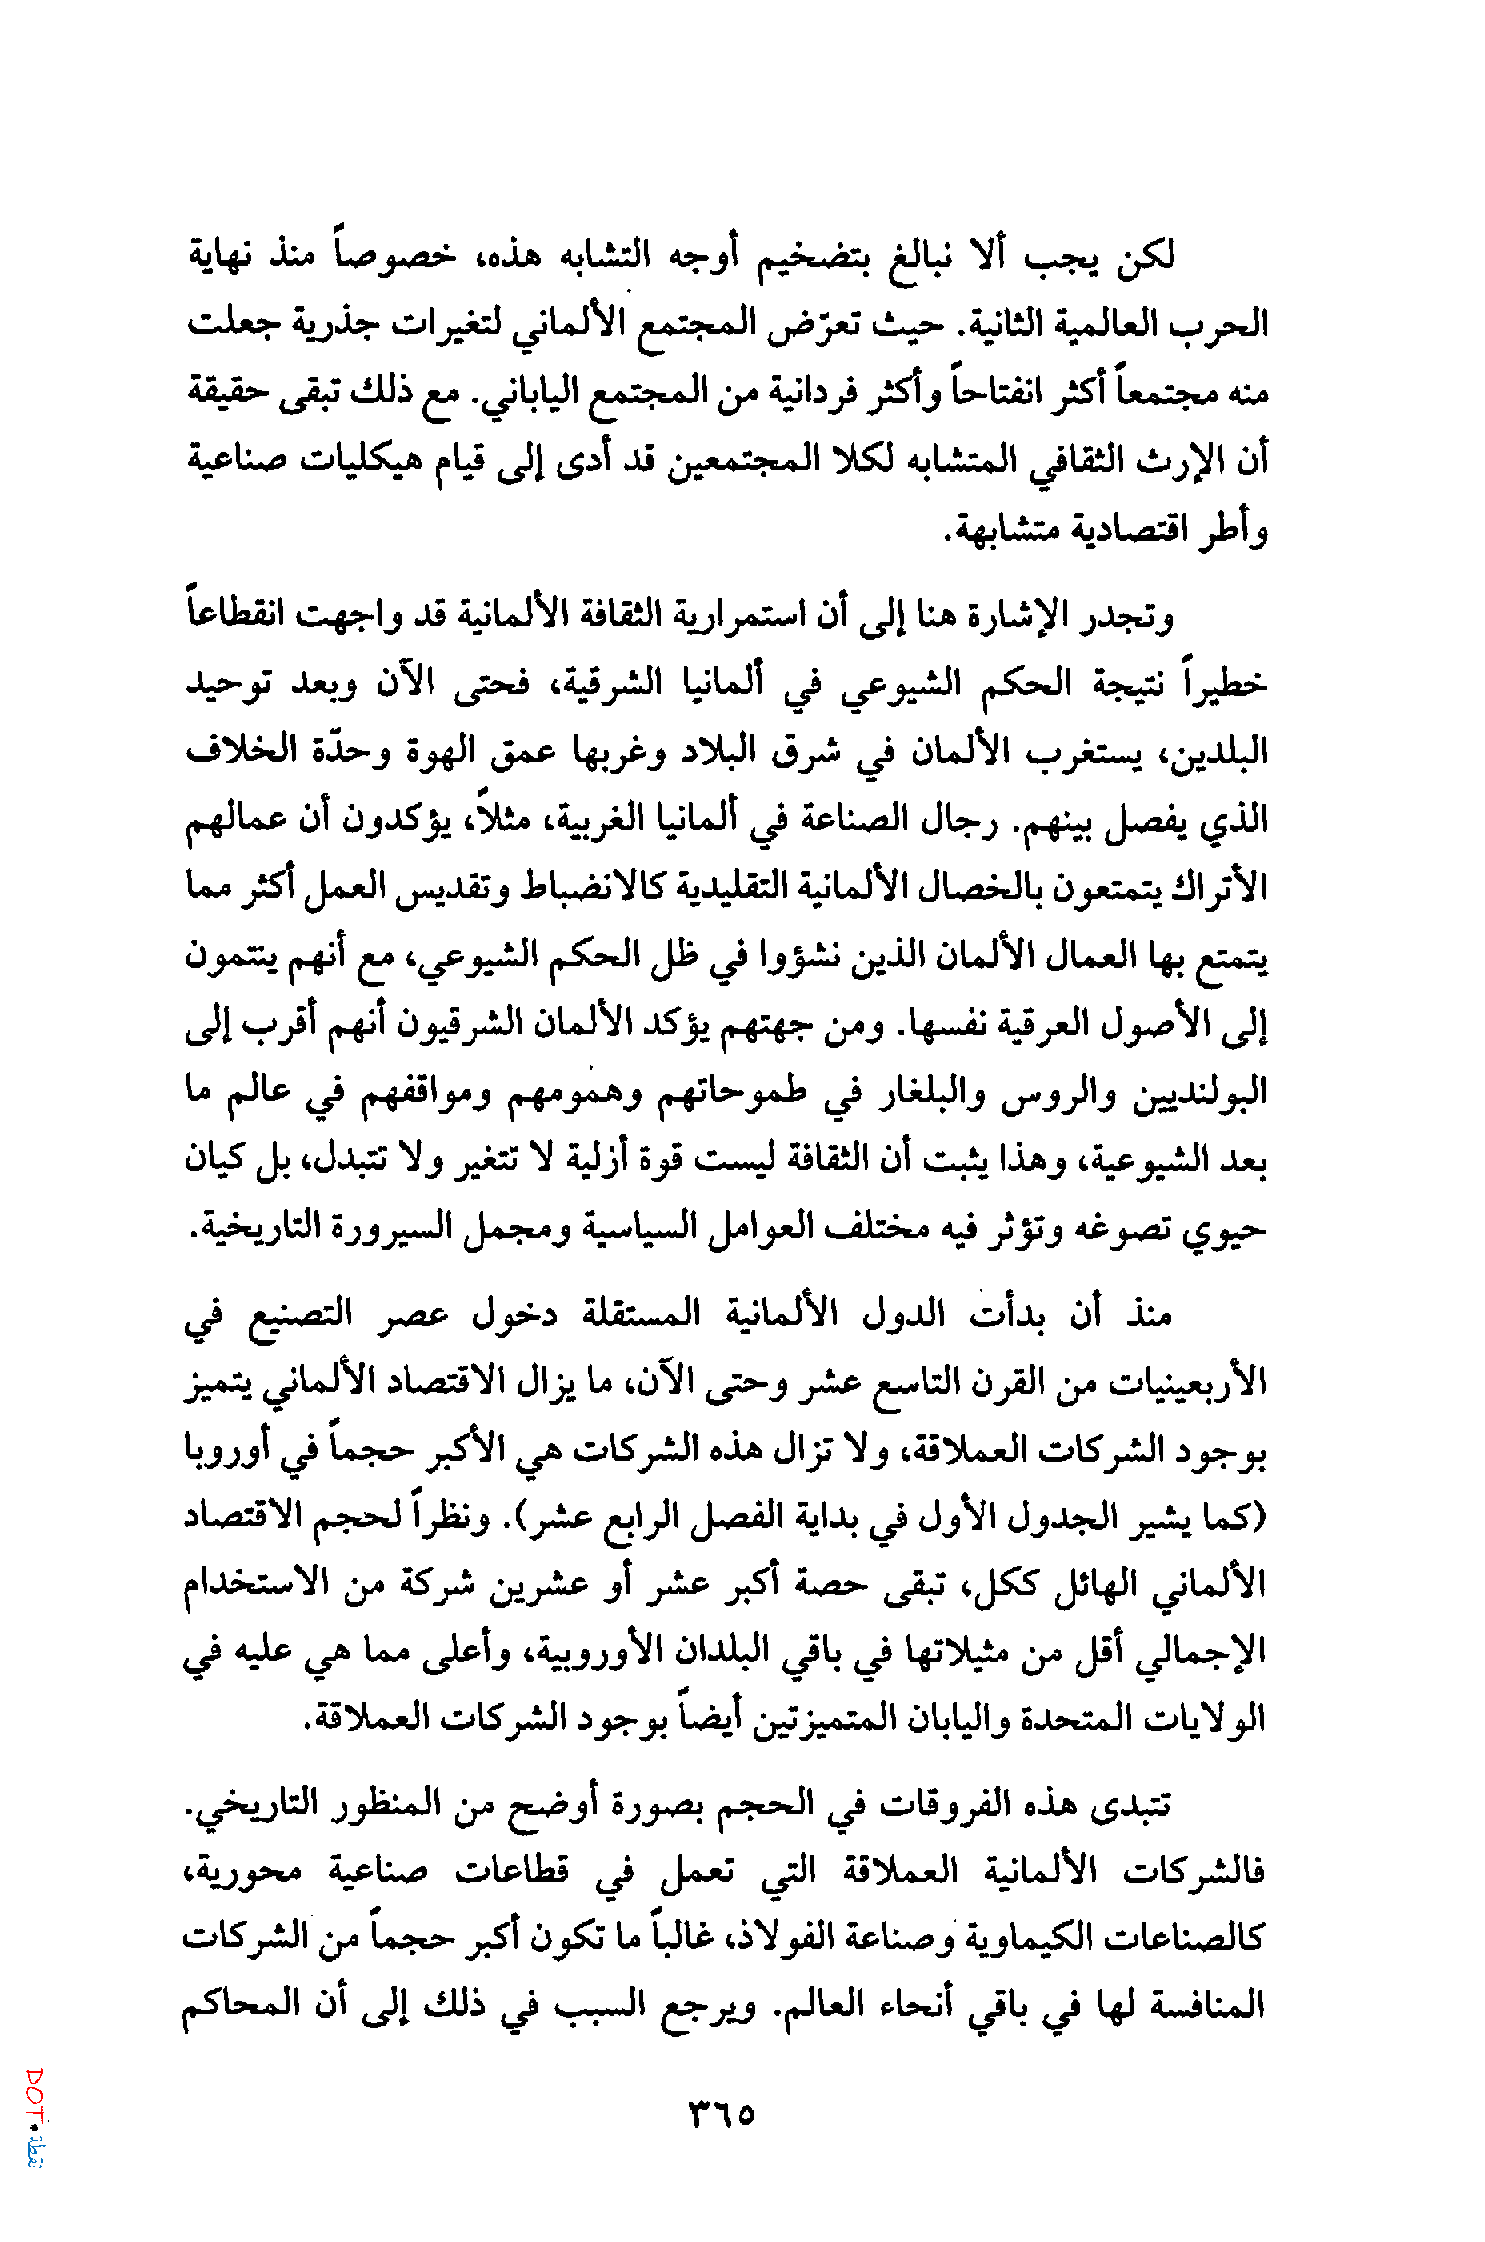 لكن يجب ألا نبالغ بتضخيم أوجه التشابه هذه، خصوصاً منذ نهاية
الحرب العالمية الثانية. حيث تعرّض المجتمع الألماني لتغيرات جذرية جعلت
منه مجتمعاً أكثر انفتاحاً وأكثر فردانية من المجتمع الياباني. مع ذلك تبقى حقيقة
أن الإرث الثقافي المتشابه لكلا المجتمعين قد أدى إلى قيام هيكليات صناعية
وأطر اقتصادية متشابهة.
وتجدر الإشارة هنا إلى أن استمرارية الثقافة الألمانية قد واجهت انقطاعاً
خطيراً نتيجة الحكم الشيوعي في ألمانيا الشرقية، فحتى الآن وبعد توحيد
البلدين، يستغرب الألمان في شرق البلاد وغربها عمق الهوة وحدّة الخلاف
الذي يفصل بينهم. رجال الصناعة في ألمانيا الغربية، مثلاً، يؤكدون أن عمالهم
الأتراك يتمتعون بالخصال الألمانية التقليدية كالانضباط وتقديس العمل أكثر مما
يتمتع بها العمال الألمان الذين نشؤوا في ظل الحكم الشيوعي، مع أنهم ينتمون
إلى الأصول العرقية نفسها. ومن جهتهم يؤكد الألمان الشرقيون أنهم أقرب إلى
البولنديين والروس والبلغار في طموحاتهم وهمومهم ومواقفهم في عالم ما
بعد الشيوعية، وهذا يثبت أن الثقافة ليست قوة أزلية لا تتغير ولا تتبدل، بل كيان
حيوي تصوغه وتؤثر فيه مختلف العوامل السياسية ومجمل السيرورة التاريخية.
منذ أن بدأت الدول الألمانية المستقلة دخول عصر التصنيع في
الأربعينيات من القرن التاسع عشر وحتى الآن، ما يزال الاقتصاد الألماني يتميز
بوجود الشركات العملاقة، ولا تزال هذه الشركات هي الأكبر حجماً في أوروبا
(كما يشير الجدول الأول في بداية الفصل الرابع عشر). ونظراً لحجم الاقتصاد
الألماني الهائل ككل، تبقى حصة أكبر عشر أو عشرين شركة من الاستخدام
الإجمالي أقل من مثيلاتها في باقي البلدان الأوروبية، وأعلى مما هي عليه في
الولايات المتحدة واليابان المتميزتين أيضاً بوجود الشركات العملاقة.
تتبدى هذه الفروقات في الحجم بصورة أوضح من المنظور التاريخي.
فالشركات الألمانية العملاقة التي تعمل في قطاعات صناعية محورية،
كالصناعات الكيماوية وصناعة الفولاذ، غالباً ما تكون أكبر حجماً من الشركات
المنافسة لها في باقي أنحاء العالم. ويرجع السبب في ذلك إلى أن المحاكم
٣٦٥
DOT.نقطة